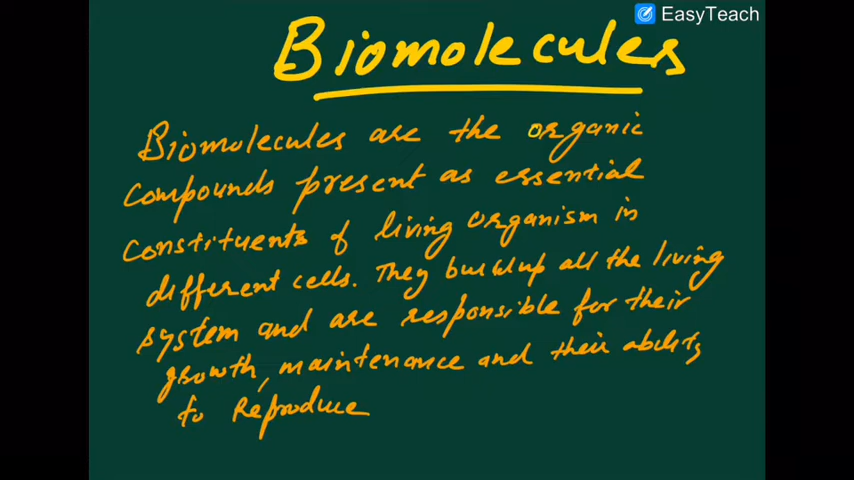 EasyTeach
Biomolecules
Biomolecules are the organic
compounds present as essential
constituents of living organism in
different cells. They buildup all the living
system and are responsible for their
growth, maintenance and their ability
to Reproduce